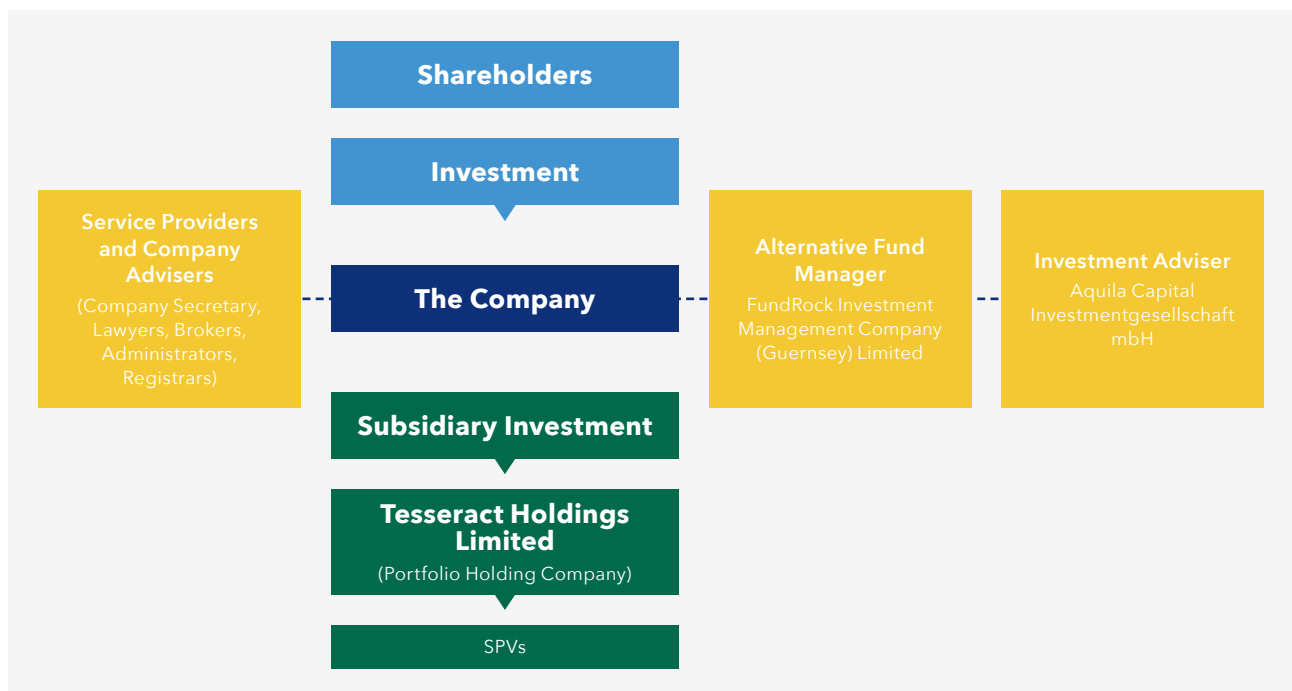 Shareholders
Investment
Service Providers
and Company
Advisers
(Company Secretary,
Lawyers, Brokers,
Administrators,
Registrars)
The Company
Alternative Fund
Manager
FundRock Investment
Management Company
(Guernsey) Limited
Investment Adviser
Aquila Capital
Investmentgesellschaft
mbH
Subsidiary Investment
Tesseract Holdings
Limited
(Portfolio Holding Company)
SPVs